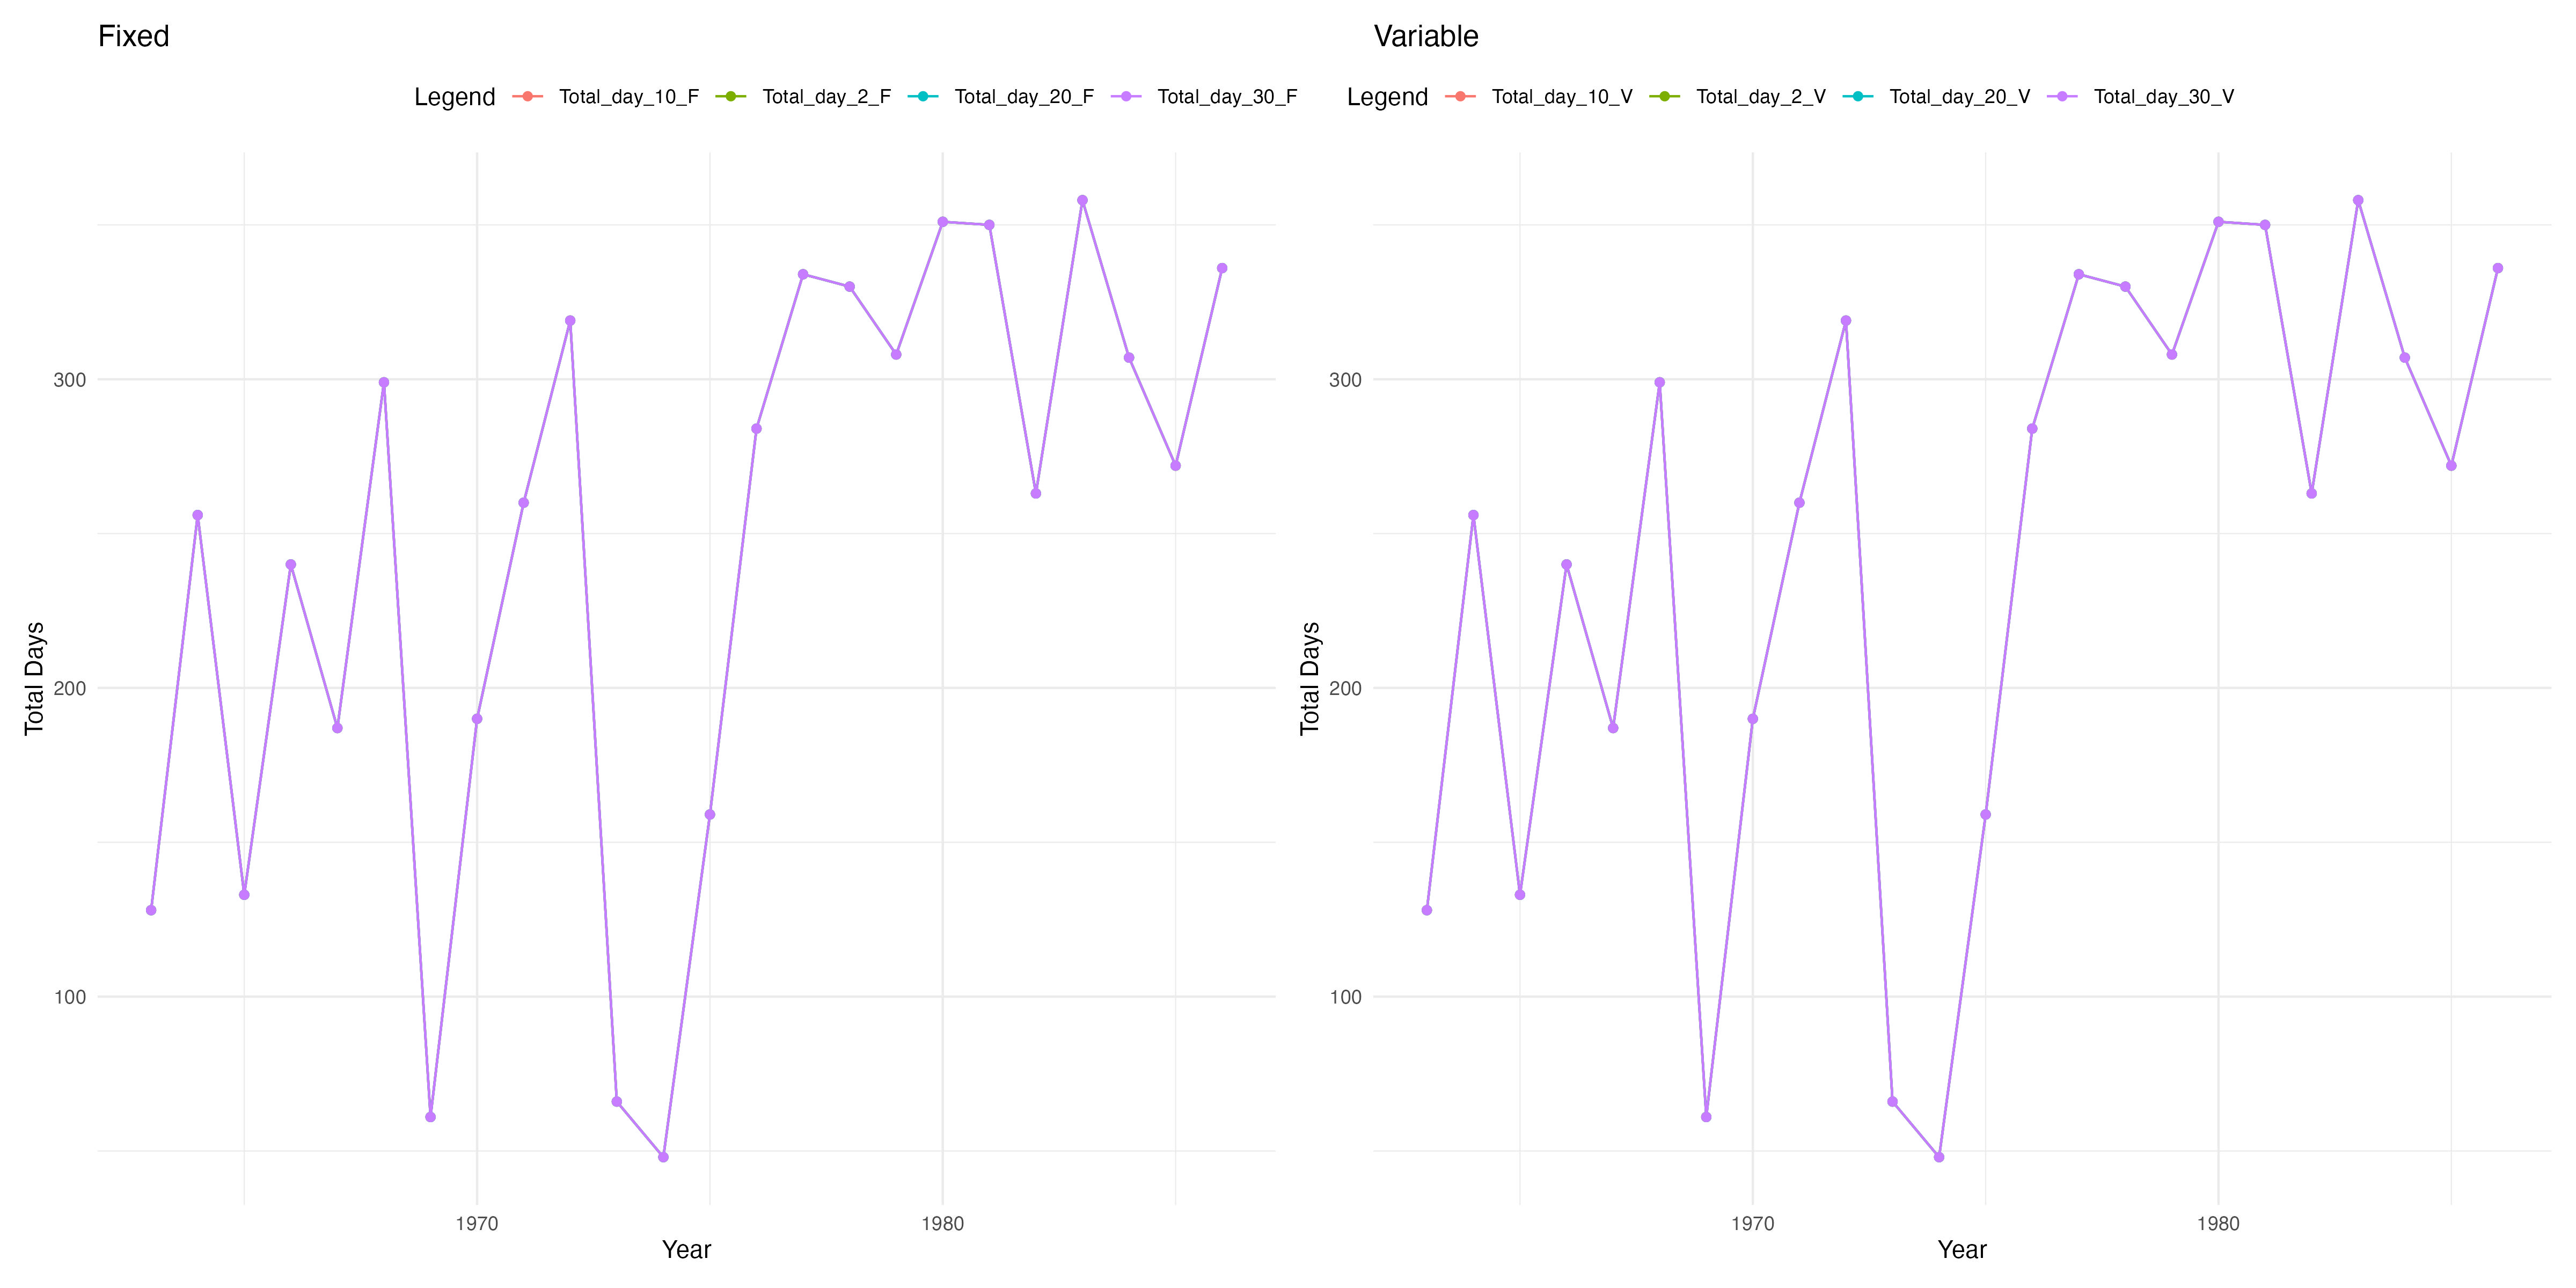 Fixed
Legend Total_day_10_F Total_day_2_F Total_day_20_F Total_day_30_F
Total Days
300
200
100
1970 1980
Year
Variable
Legend Total_day_10_V Total_day_2_V Total_day_20_V Total_day_30_V
Total Days
300
200
100
1970 1980
Year